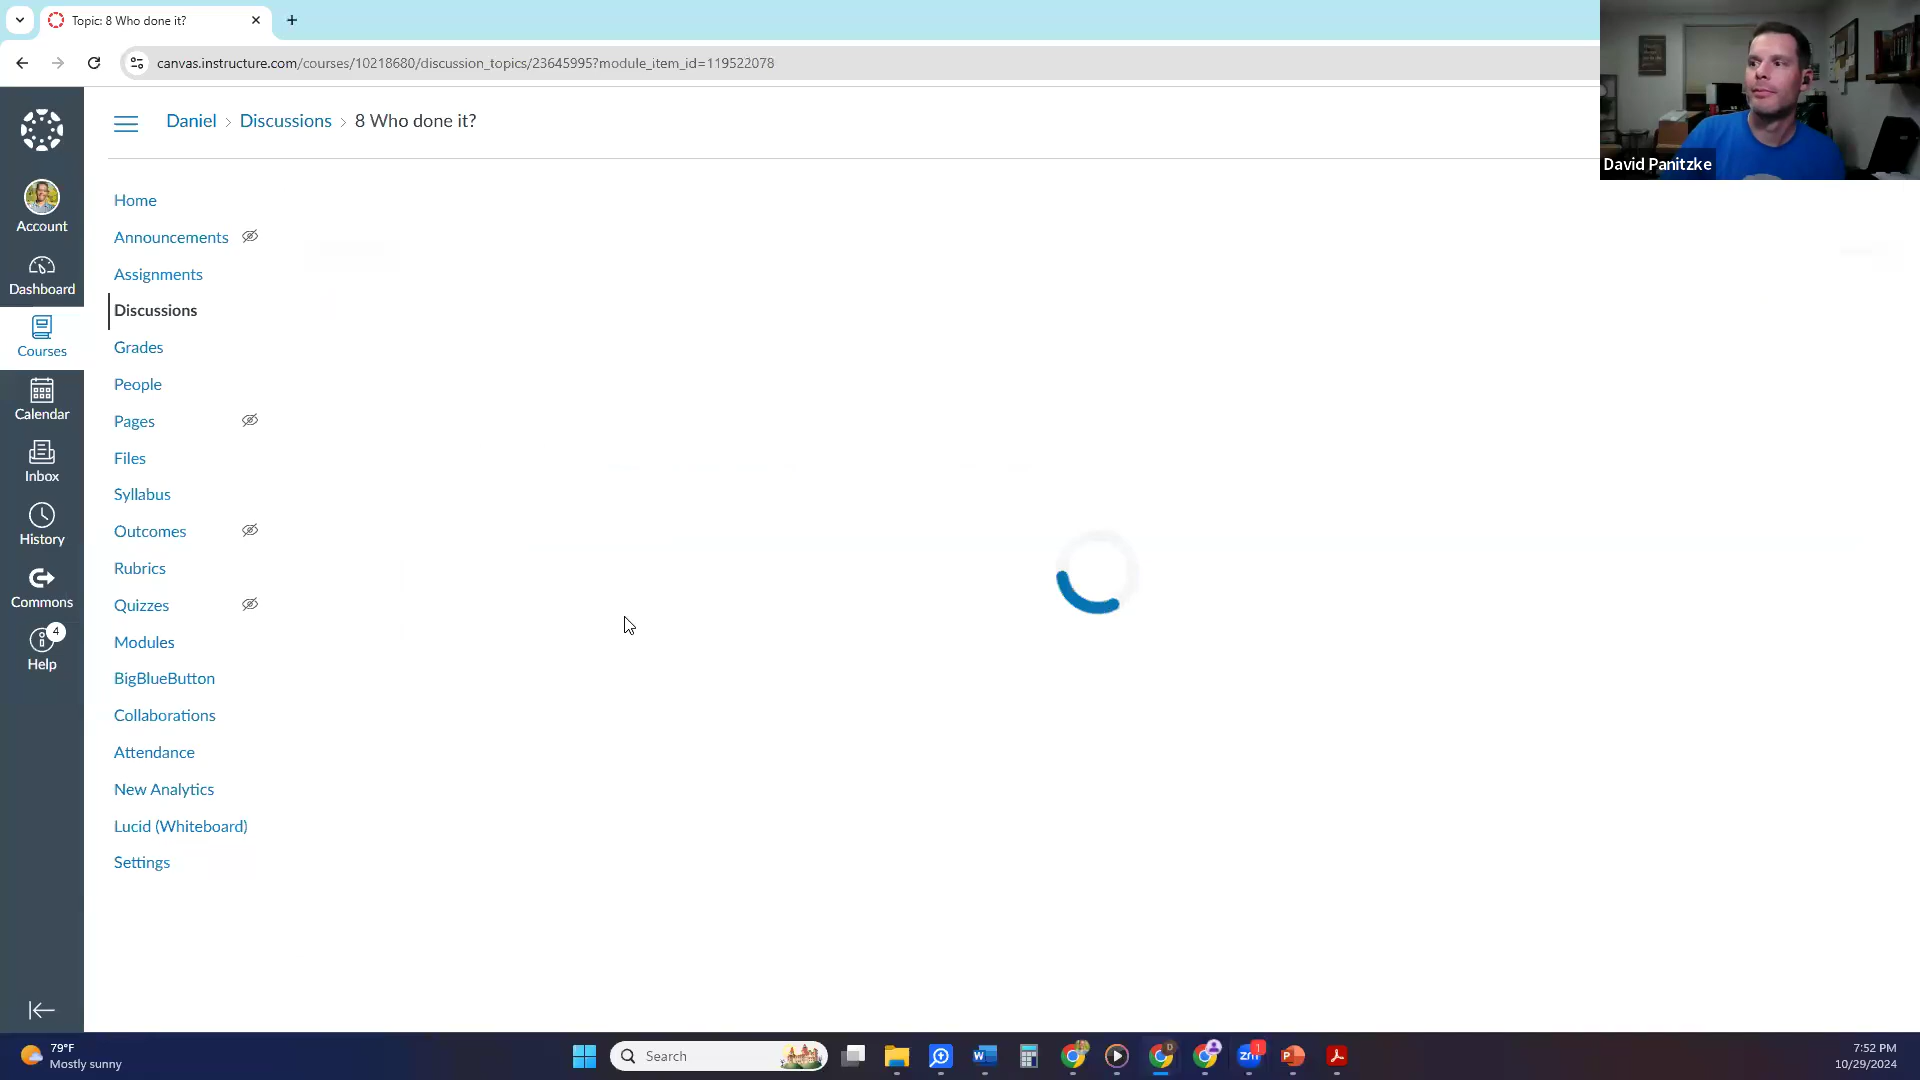 Topic: 8 Who done it?
canvas.instructure.com/courses/10218680/discussion_topics/23645995?module_item_id=119522078
David Panitzke
Daniel > Discussions > 8 Who done it?
Account
Dashboard
Courses
Calendar
Inbox
History
Commons
4
Help
Home
Announcements
Assignments
Discussions
Grades
People
Pages
Files
Syllabus
Outcomes
Rubrics
Quizzes
Modules
BigBlueButton
Collaborations
Attendance
New Analytics
Lucid (Whiteboard)
Settings
79°F
Mostly sunny
Search
W
D
zm
1
P
7:52 PM
10/29/2024